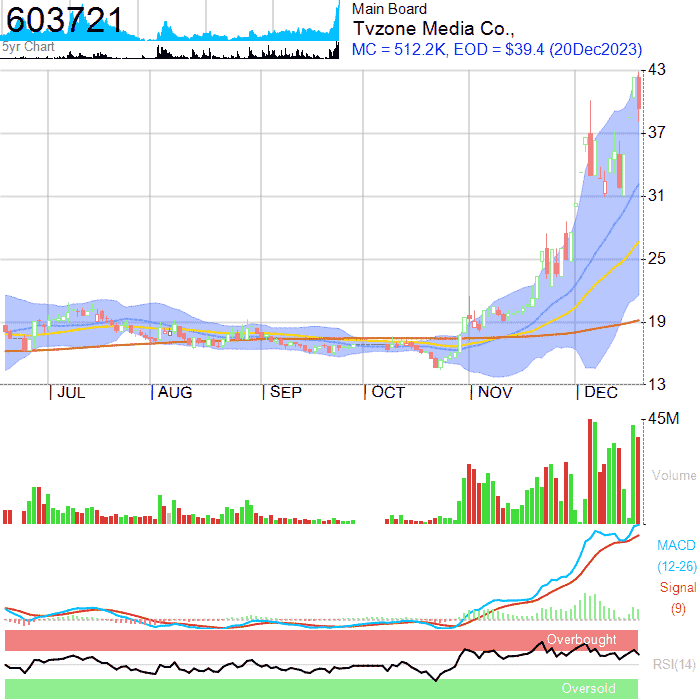 603721
5yr Chart
Main Board
Tvzone Media Co.,
MC = 512.2K, EOD = $39.4 (20Dec2023)
43
37
31
25
19
13
JUL AUG SEP OCT NOV DEC
45M
Volume
MACD
(12-26)
Signal
(9)
Overbought
RSI(14)
Oversold